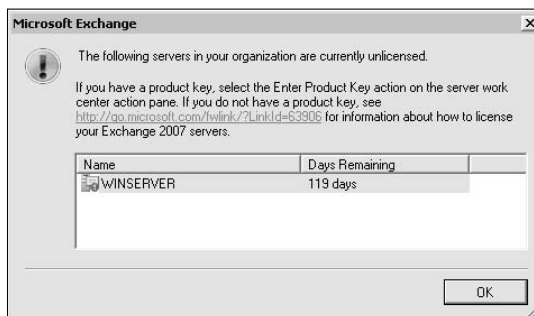 Microsoft Exchange
The following servers in your organization are currently unlicensed.
If you have a product key, select the Enter Product Key action on the server work
center action pane. If you do not have a product key, see
http://go.microsoft.com/fwlink/?LinkId=63906 for information about how to license
your Exchange 2007 servers.
Name Days Remaining
WINSERVER 119 days
OK